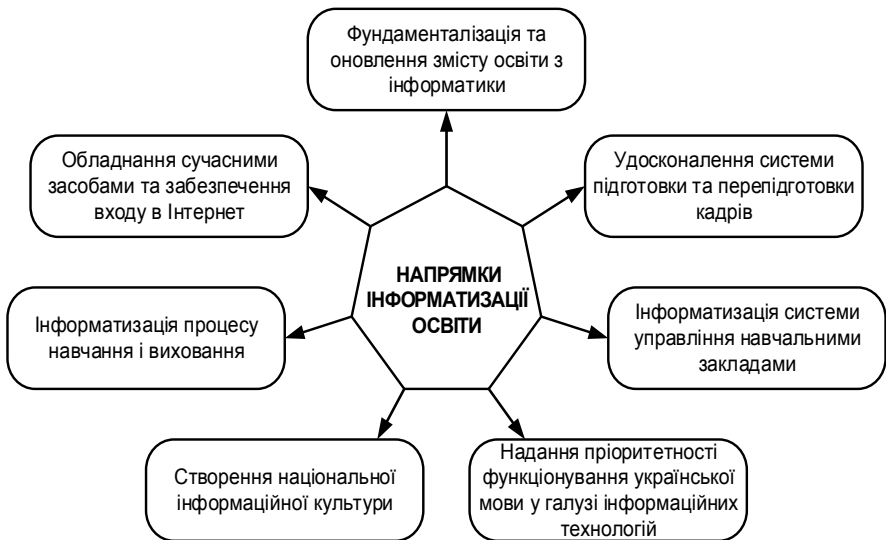 Фундаменталізація та
оновлення змісту освіти з
інформатики
Обладнання сучасними
засобами та забезпечення
входу в Інтернет
Удосконалення системи
підготовки та перепідготовки
кадрів
НАПРЯМКИ
ІНФОРМАТИЗАЦІЇ
ОСВІТИ
Інформатизація процесу
навчання і виховання
Інформатизація системи
управління навчальними
закладами
Створення національної
інформаційної культури
Надання пріоритетності
функціонування української
мови у галузі інформаційних
технологій